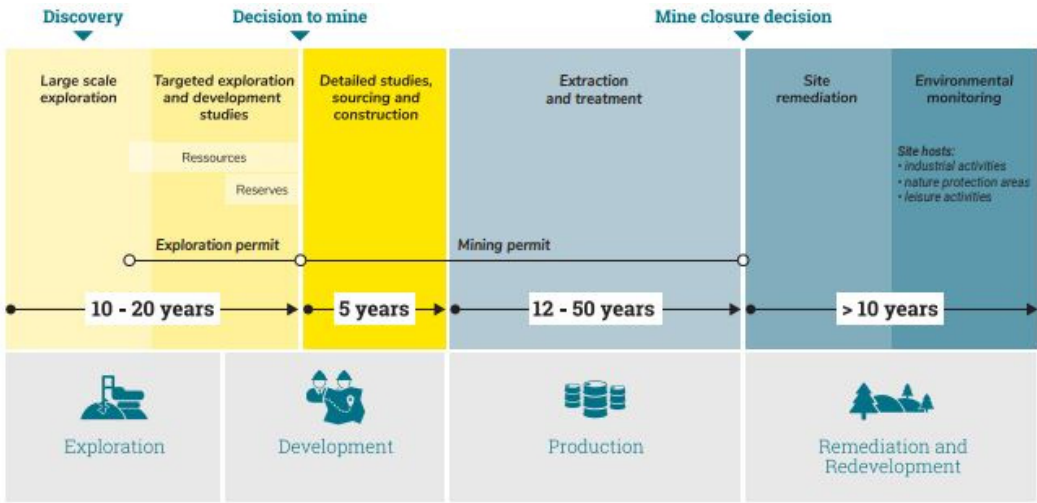 Discovery
Decision to mine
Mine closure decision
Large scale
exploration
Targeted exploration
and development
studies
Detailed studies,
sourcing and
construction
Extraction
and treatment
Site
remediation
Environmental
monitoring
Ressources
Reserves
Site hosts:
• industrial activities
• nature protection areas
• leisure activities
Exploration permit
Mining permit
10 - 20 years
5 years
12 - 50 years
> 10 years
Exploration
Development
Production
Remediation and
Redevelopment